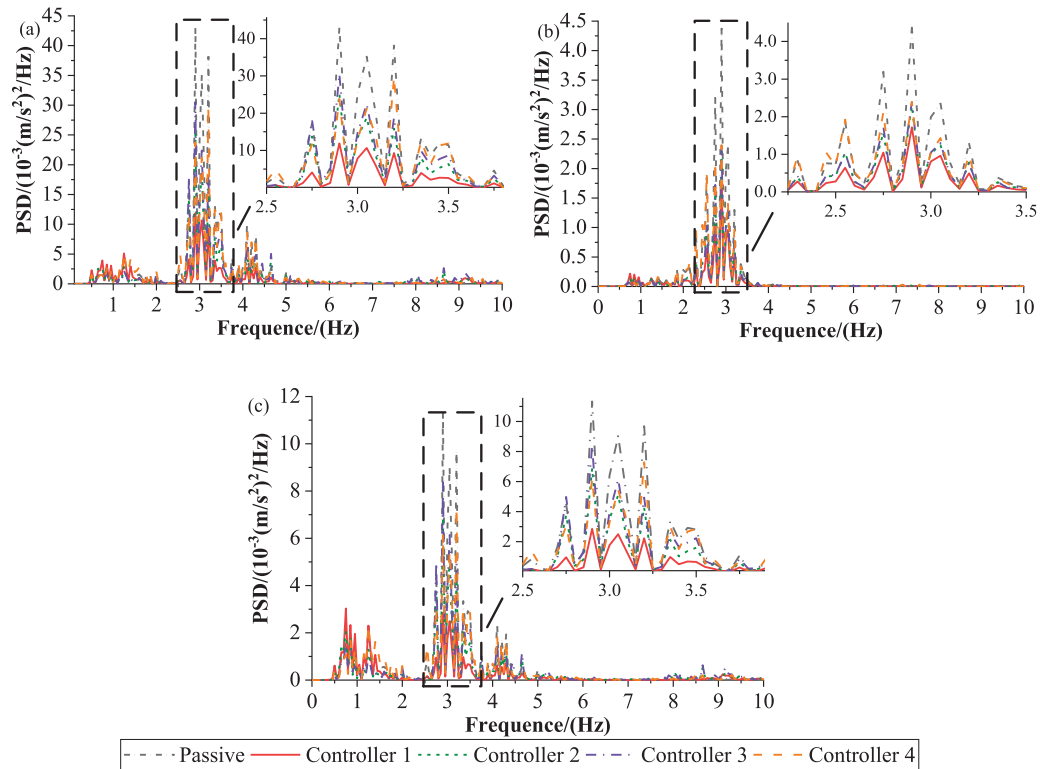 (a)
PSD/(10⁻³(m/s²)²/Hz)
45
40
35
30
25
20
15
10
5
0
1 2 3 4 5 6 7 8 9 10
Frequence/(Hz)
40
30
20
10
2.5 3.0 3.5
(b)
PSD/(10⁻³(m/s²)²/Hz)
4.5
4.0
3.5
3.0
2.5
2.0
1.5
1.0
0.5
0.0
0 1 2 3 4 5 6 7 8 9 10
Frequence/(Hz)
4.0
3.0
2.0
1.0
0.0
2.5 3.0 3.5
(c)
PSD/(10⁻³(m/s²)²/Hz)
12
10
8
6
4
2
0
0 1 2 3 4 5 6 7 8 9 10
Frequence/(Hz)
10
8
6
4
2
2.5 3.0 3.5
Passive Controller 1 Controller 2 Controller 3 Controller 4